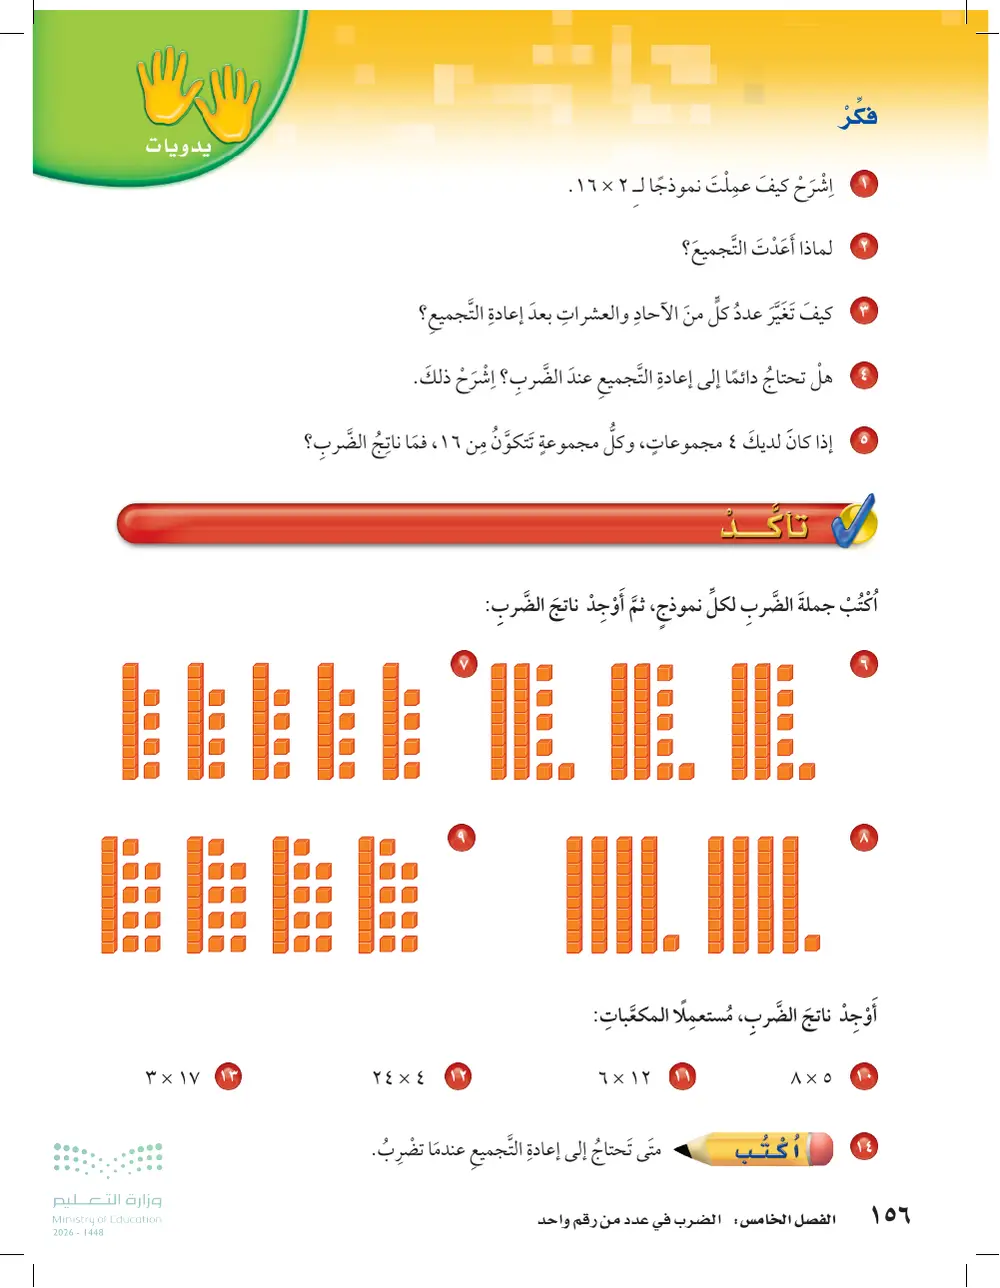 يدويات
فكِّرْ
١ اِشْرَحْ كيفَ عمِلْتَ نموذجًا لـِ ٢ × ١٦.
٢ لماذا أَعَدْتَ التَّجميعَ؟
٣ كيفَ تَغَيَّرَ عددُ كلٍّ منَ الآحادِ والعشراتِ بعدَ إعادةِ التَّجميعِ؟
٤ هلْ تحتاجُ دائمًا إلى إعادةِ التَّجميعِ عندَ الضَّربِ؟ اِشْرَحْ ذلكَ.
٥ إذا كانَ لديكَ ٤ مجموعاتٍ، وكلُّ مجموعةٍ تَتكوَّنُ مِن ١٦، فمَا ناتِجُ الضَّربِ؟
تأكَّـــدْ
اُكْتُبْ جملةَ الضَّربِ لكلِّ نموذجٍ، ثمَّ أَوْجِدْ ناتجَ الضَّربِ:
٦ ٧
٨ ٩
أَوْجِدْ ناتجَ الضَّربِ، مُستعمِلًا المكعَّباتِ:
١٠ ٥ × ٨ ١١ ١٢ × ٦ ١٢ ٤ × ٢٤ ١٣ ١٧ × ٣
١٤ اُكْتُب متَى تَحتاجُ إلى إعادةِ التَّجميعِ عندمَا تضْرِبُ.
وزارة التعليم
Ministry of Education
2026 - 1448
١٥٦ الفصل الخامس: الضرب في عدد من رقم واحد